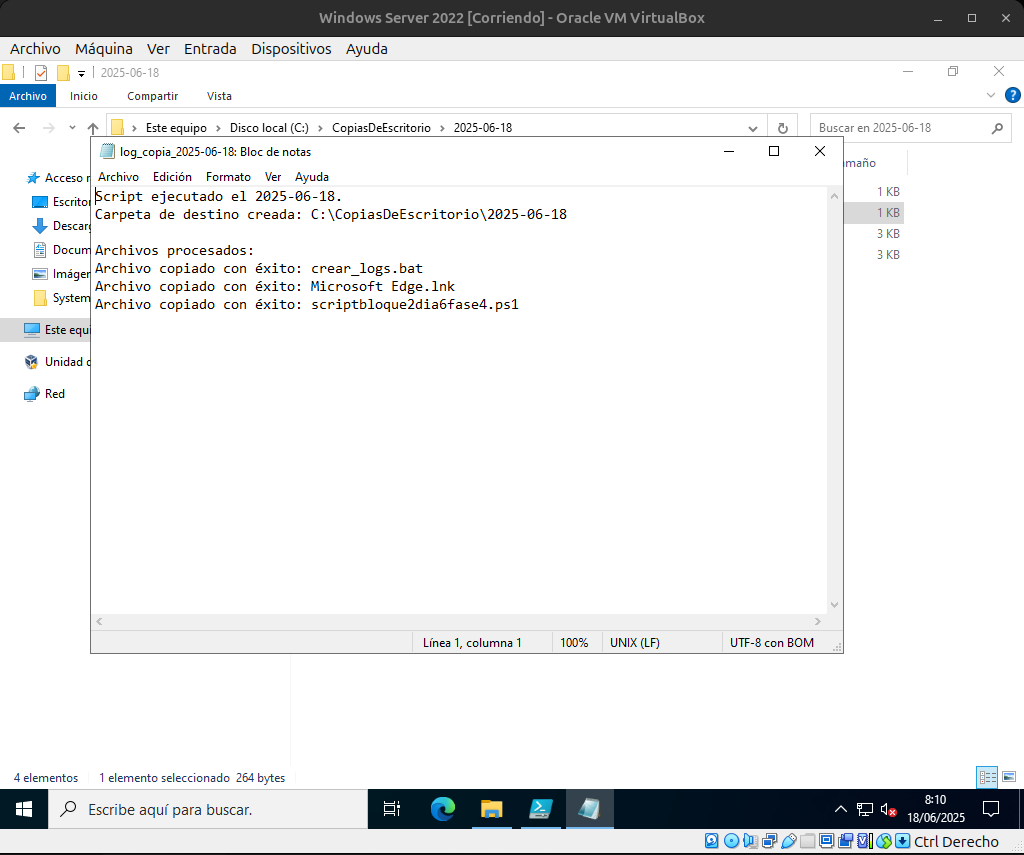 Windows Server 2022 [Corriendo] - Oracle VM VirtualBox
Archivo Máquina Ver Entrada Dispositivos Ayuda
2025-06-18
Archivo Inicio Compartir Vista
Este equipo Disco local (C:) CopiasDeEscritorio 2025-06-18
Buscar en 2025-06-18
log_copia_2025-06-18: Bloc de notas
Archivo Edición Formato Ver Ayuda
Script ejecutado el 2025-06-18.
Carpeta de destino creada: C:\CopiasDeEscritorio\2025-06-18
Archivos procesados:
Archivo copiado con éxito: crear_logs.bat
Archivo copiado con éxito: Microsoft Edge.lnk
Archivo copiado con éxito: scriptbloque2dia6fase4.ps1
Línea 1, columna 1 100% UNIX (LF) UTF-8 con BOM
Acceso r
Escritor
Descarg
Docum
Imáger
System
Este equi
Unidad d
Red
amaño
1 KB
1 KB
3 KB
3 KB
4 elementos 1 elemento seleccionado 264 bytes
Escribe aquí para buscar.
8:10
18/06/2025
Ctrl Derecho